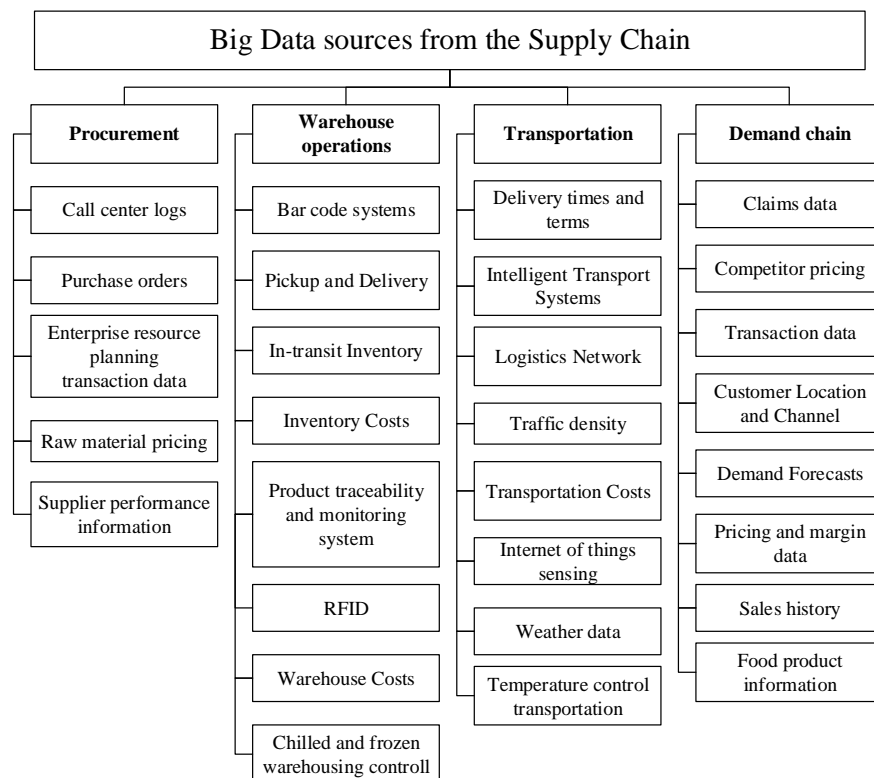 Big Data sources from the Supply Chain
Procurement
Call center logs
Purchase orders
Enterprise resource
planning
transaction data
Raw material pricing
Supplier performance
information
Warehouse
operations
Bar code systems
Pickup and Delivery
In-transit Inventory
Inventory Costs
Product traceability
and monitoring
system
RFID
Warehouse Costs
Chilled and frozen
warehousing controll
Transportation
Delivery times and
terms
Intelligent Transport
Systems
Logistics Network
Traffic density
Transportation Costs
Internet of things
sensing
Weather data
Temperature control
transportation
Demand chain
Claims data
Competitor pricing
Transaction data
Customer Location
and Channel
Demand Forecasts
Pricing and margin
data
Sales history
Food product
information